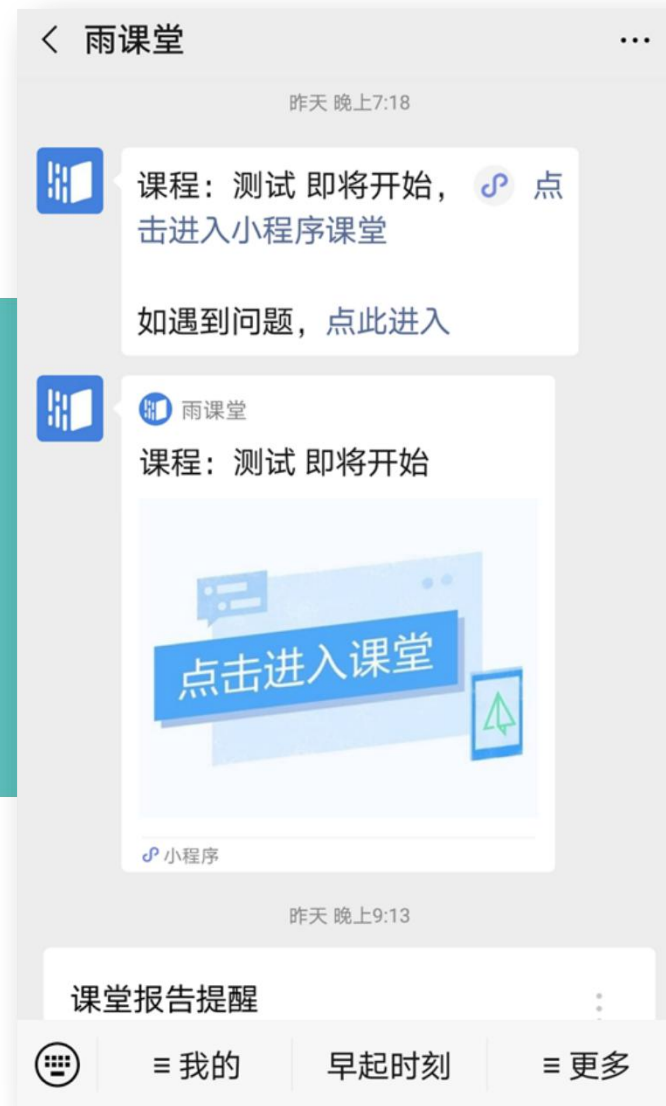 雨课堂
昨天 晚上7:18
课程：测试 即将开始， 点
击进入小程序课堂
如遇到问题，点此进入
雨课堂
课程：测试 即将开始
点击进入课堂
小程序
昨天 晚上9:13
课堂报告提醒
我的 早起时刻 更多